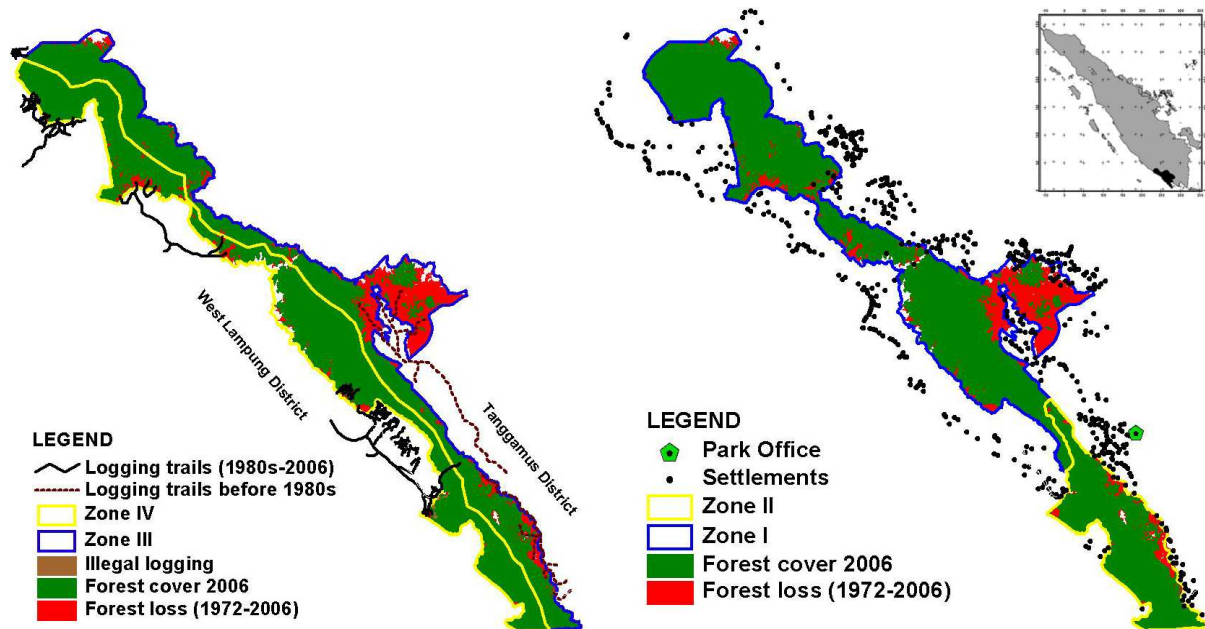 West Lampung District
Tanggamus District
LEGEND
Logging trails (1980s-2006)
Logging trails before 1980s
Zone IV
Zone III
Illegal logging
Forest cover 2006
Forest loss (1972-2006)
LEGEND
Park Office
Settlements
Zone II
Zone I
Forest cover 2006
Forest loss (1972-2006)